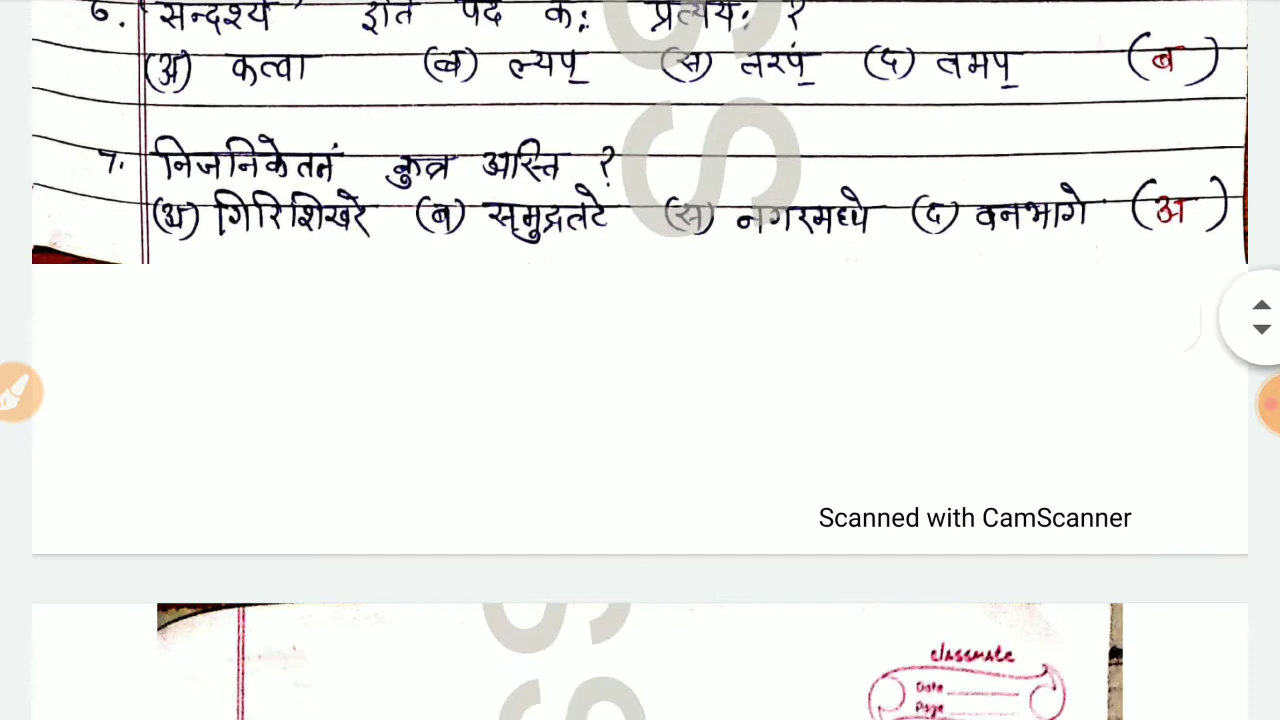 6. सन्दश्य इति पदे कः प्रत्ययः ?
(अ) कत्वा (ब) ल्यप् (स) तरप् (द) तमप् (ब)
7. निजनिकेतनं कुत्र अस्ति ?
(अ) गिरिशिखरे (ब) समुद्रतटे (स) नगरमध्ये (द) वनभागे (अ)
Scanned with CamScanner
classmate
Date
Page